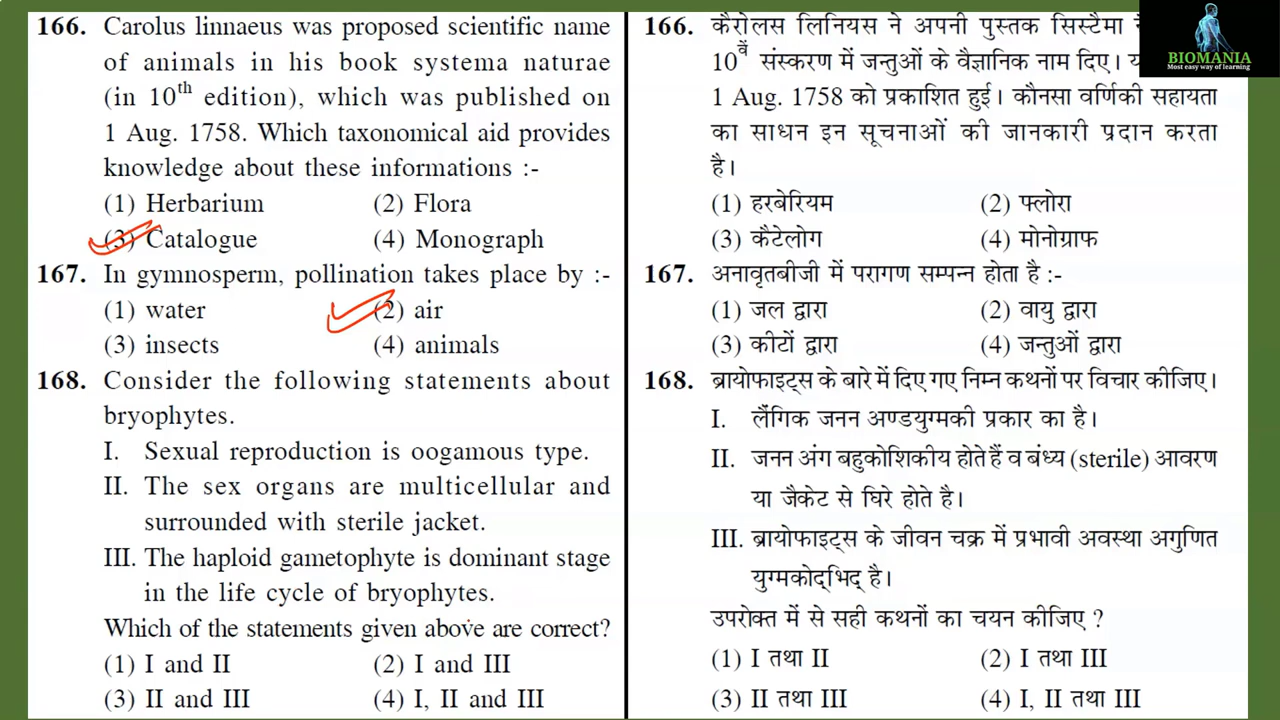 166. Carolus linnaeus was proposed scientific name
of animals in his book systema naturae
(in 10th edition), which was published on
1 Aug. 1758. Which taxonomical aid provides
knowledge about these informations :-
(1) Herbarium (2) Flora
(3) Catalogue (4) Monograph
167. In gymnosperm, pollination takes place by :-
(1) water (2) air
(3) insects (4) animals
168. Consider the following statements about
bryophytes.
I. Sexual reproduction is oogamous type.
II. The sex organs are multicellular and
surrounded with sterile jacket.
III. The haploid gametophyte is dominant stage
in the life cycle of bryophytes.
Which of the statements given above are correct?
(1) I and II (2) I and III
(3) II and III (4) I, II and III
166. कैरोलस लिनियस ने अपनी पुस्तक सिस्टैमा
10वें संस्करण में जन्तुओं के वैज्ञानिक नाम दिए।
1 Aug. 1758 को प्रकाशित हुई। कौनसा वर्णिकी सहायता
का साधन इन सूचनाओं की जानकारी प्रदान करता
है।
(1) हरबेरियम (2) फ्लोरा
(3) कैटेलोग (4) मोनोग्राफ
167. अनावृतबीजी में परागण सम्पन्न होता है :-
(1) जल द्वारा (2) वायु द्वारा
(3) कीटों द्वारा (4) जन्तुओं द्वारा
168. ब्रायोफाइट्स के बारे में दिए गए निम्न कथनों पर विचार कीजिए।
I. लैंगिक जनन अण्डयुग्मकी प्रकार का है।
II. जनन अंग बहुकोशिकीय होते हैं व बंध्य (sterile) आवरण
या जैकेट से घिरे होते है।
III. ब्रायोफाइट्स के जीवन चक्र में प्रभावी अवस्था अगुणित
युग्मकोद्भिद् है।
उपरोक्त में से सही कथनों का चयन कीजिए ?
(1) I तथा II (2) I तथा III
(3) II तथा III (4) I, II तथा III
BIOMANIA
Most easy way of learning